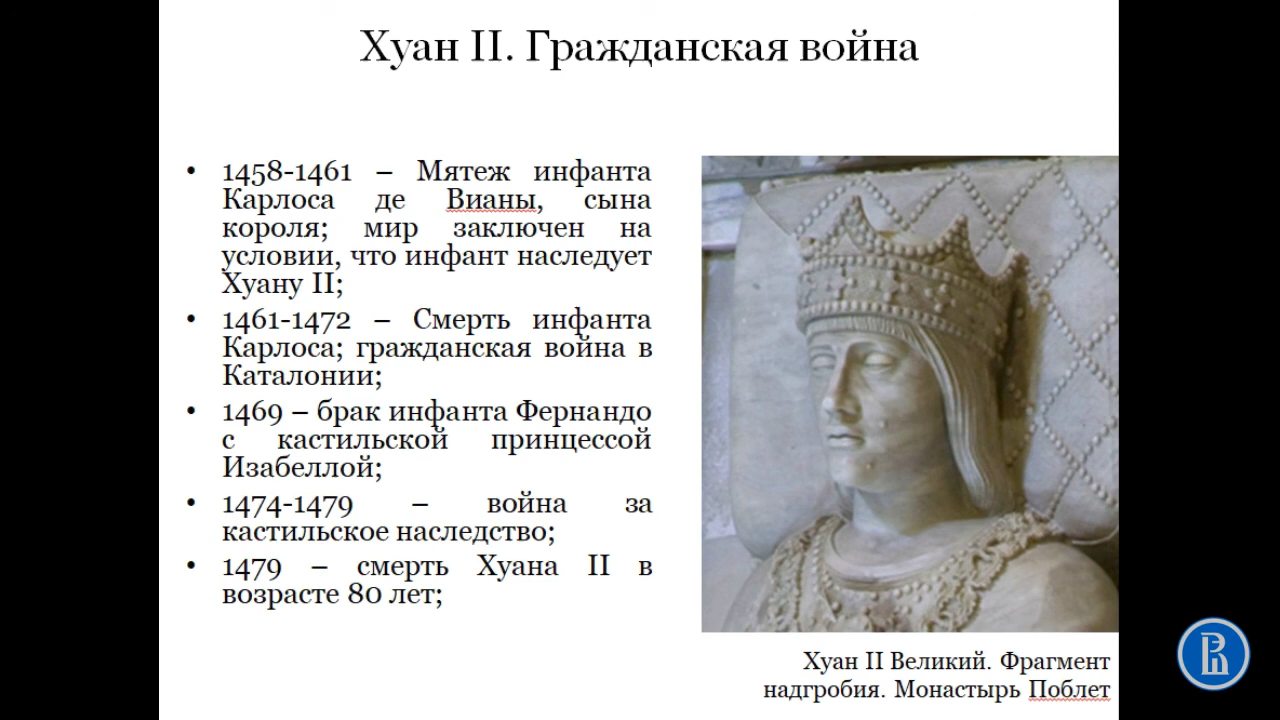 Хуан II. Гражданская война
• 1458-1461 – Мятеж инфанта
Карлоса де Вианы, сына
короля; мир заключен на
условии, что инфант наследует
Хуану II;
• 1461-1472 – Смерть инфанта
Карлоса; гражданская война в
Каталонии;
• 1469 – брак инфанта Фернандо
с кастильской принцессой
Изабеллой;
• 1474-1479 – война за
кастильское наследство;
• 1479 – смерть Хуана II в
возрасте 80 лет;
Хуан II Великий. Фрагмент
надгробия. Монастырь Поблет